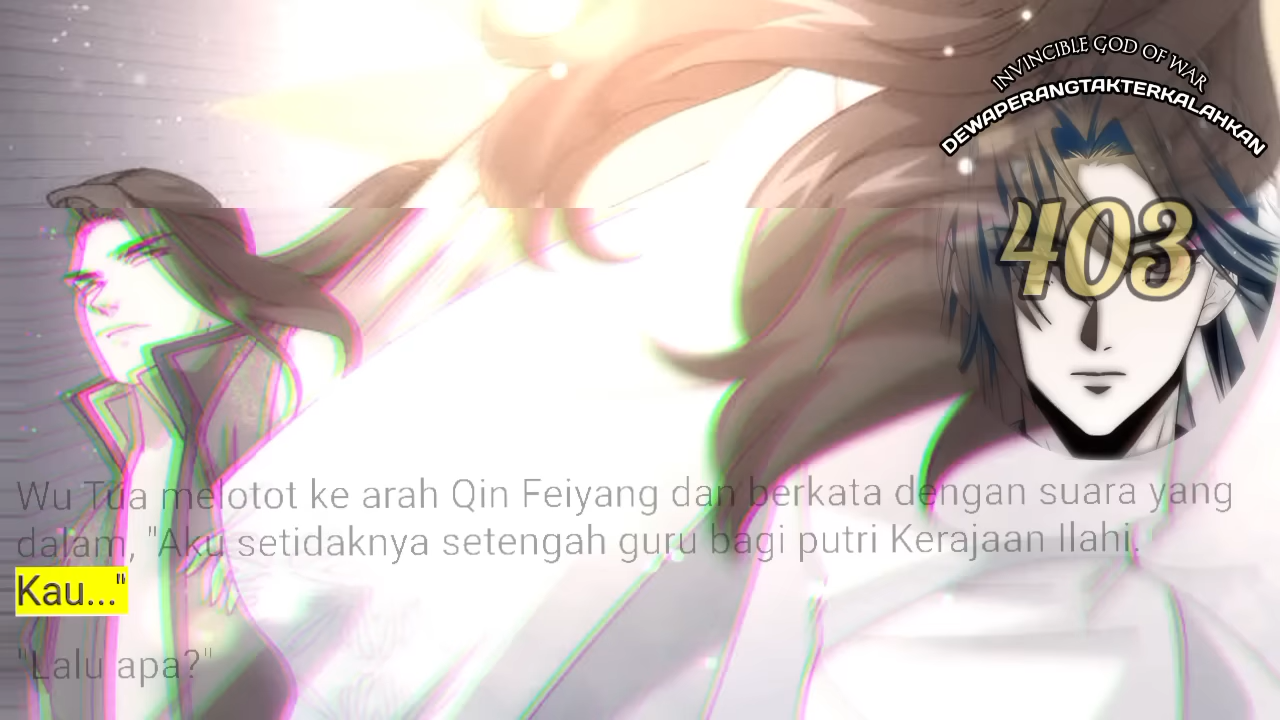 INVINCIBLE GOD OF WAR
DEWAPERANGTAKTERKALAHKAN
403
Wu Tua melotot ke arah Qin Feiyang dan berkata dengan suara yang
dalam, "Aku setidaknya setengah guru bagi putri Kerajaan Ilahi.
Kau..."
"Lalu apa?"